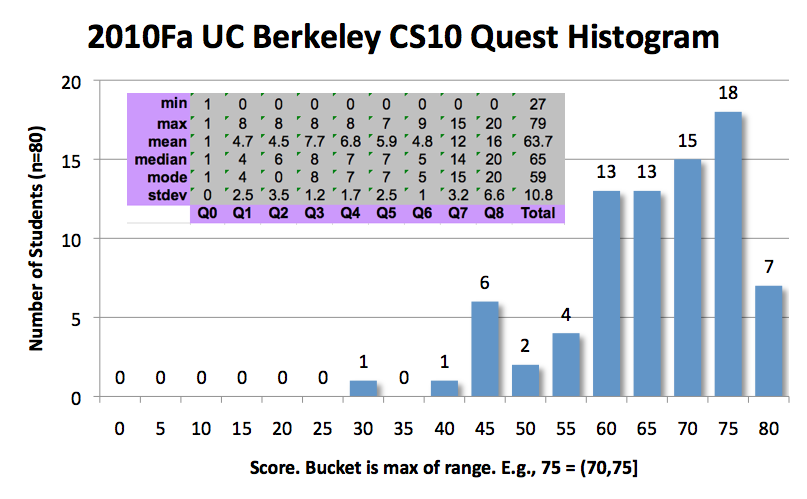 2010Fa UC Berkeley CS10 Quest Histogram
Number of Students (n=80)
20
15
10
5
0
min 1 0 0 0 0 0 0 0 0 27
max 1 8 8 8 8 7 9 15 20 79
mean 1 4.7 4.5 7.7 6.8 5.9 4.8 12 16 63.7
median 1 4 6 8 7 7 5 14 20 65
mode 1 4 0 8 7 7 5 15 20 59
stdev 0 2.5 3.5 1.2 1.7 2.5 1 3.2 6.6 10.8
Q0 Q1 Q2 Q3 Q4 Q5 Q6 Q7 Q8 Total
0 0 0 0 0 0 1 0 1 6 2 4 13 13 15 18 7
0 5 10 15 20 25 30 35 40 45 50 55 60 65 70 75 80
Score. Bucket is max of range. E.g., 75 = (70,75]